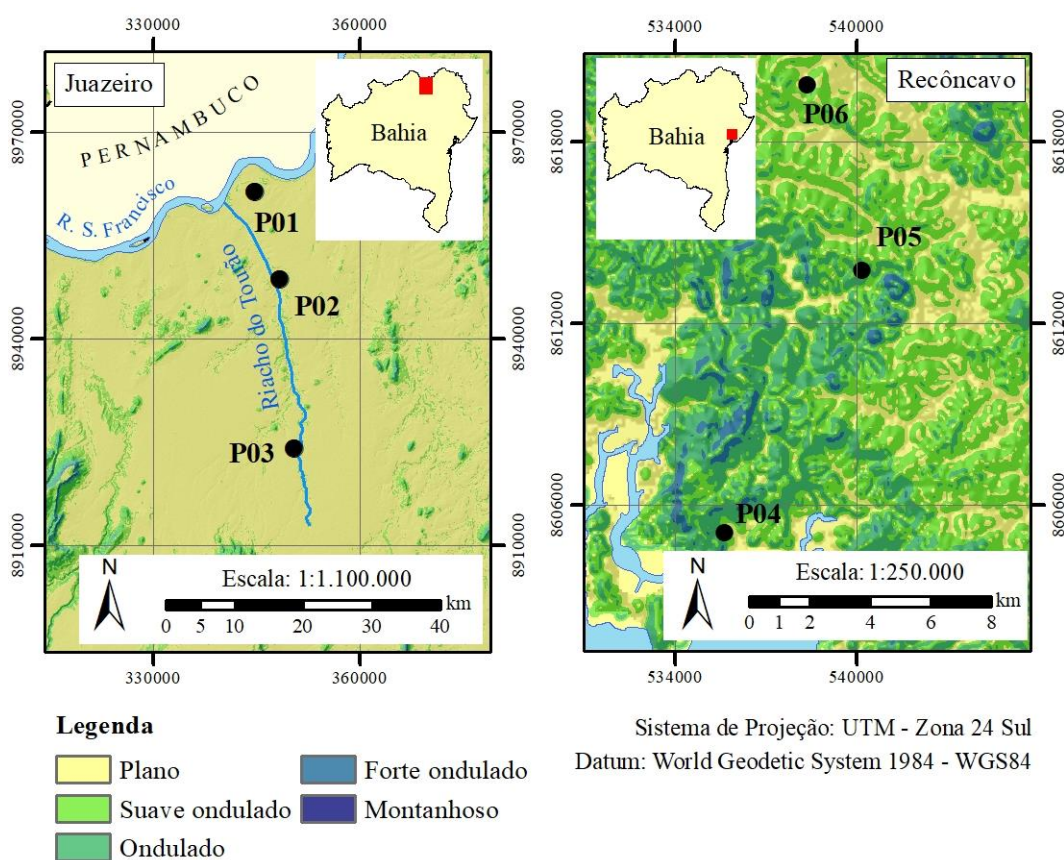 330000
360000
534000
540000
Juazeiro
Recôncavo
PERNAMBUCO
R. S. Francisco
Riacho do Tourão
Bahia
Bahia
P01
P02
P03
P04
P05
P06
8970000
8940000
8910000
8970000
8940000
8910000
8618000
8612000
8606000
8618000
8612000
8606000
N
Escala: 1:1.100.000
km
0 5 10 20 30 40
N
Escala: 1:250.000
km
0 1 2 4 6 8
330000
360000
534000
540000
Legenda
Plano
Suave ondulado
Ondulado
Forte ondulado
Montanhoso
Sistema de Projeção: UTM - Zona 24 Sul
Datum: World Geodetic System 1984 - WGS84